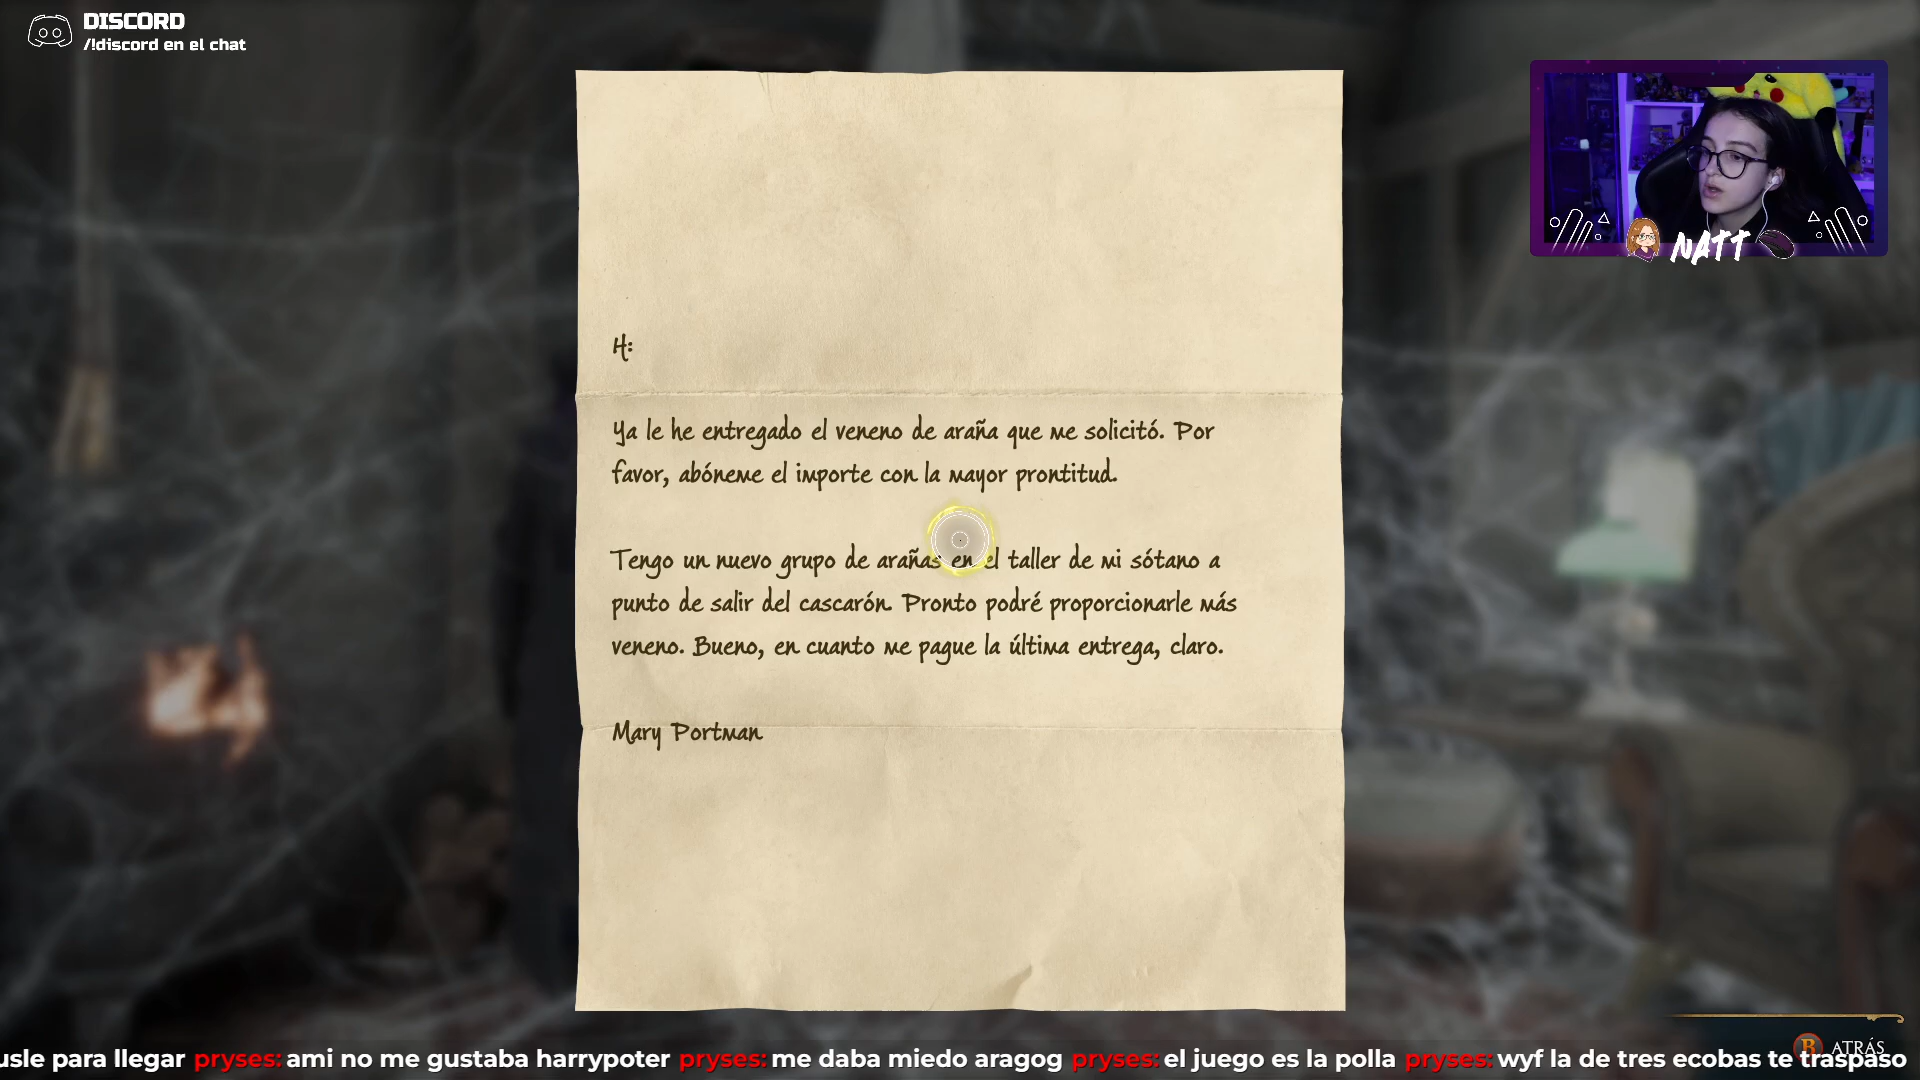 DISCORD
/!discord en el chat
NATT
H:
Ya le he entregado el veneno de araña que me solicitó. Por
favor, abóneme el importe con la mayor prontitud.
Tengo un nuevo grupo de arañas en el taller de mi sótano a
punto de salir del cascarón. Pronto podré proporcionarle más
veneno. Bueno, en cuanto me pague la última entrega, claro.
Mary Portman
B ATRÁS
usle para llegar pryses: ami no me gustaba harrypoter pryses: me daba miedo aragog pryses: el juego es la polla pryses: wyf la de tres ecobas te traspaso